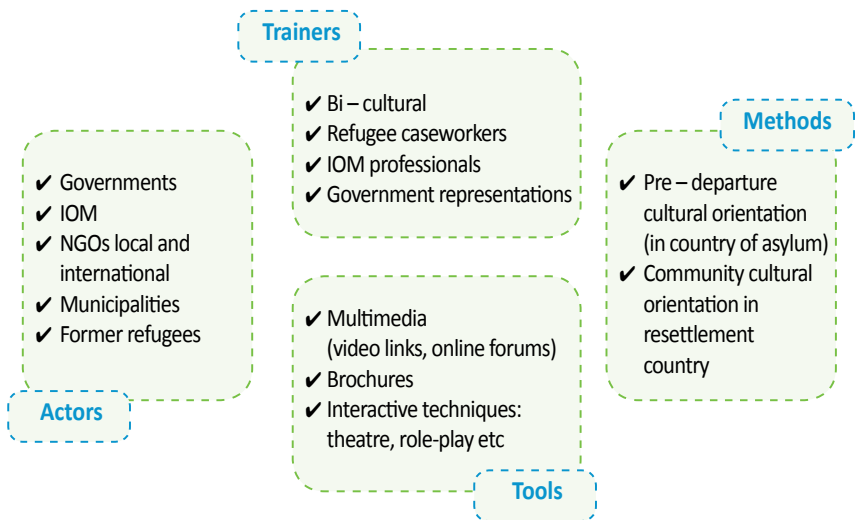 Trainers
✔ Bi – cultural
✔ Refugee caseworkers
✔ IOM professionals
✔ Government representations
Methods
✔ Pre – departure
cultural orientation
(in country of asylum)
✔ Community cultural
orientation in
resettlement
country
✔ Governments
✔ IOM
✔ NGOs local and
international
✔ Municipalities
✔ Former refugees
Actors
✔ Multimedia
(video links, online forums)
✔ Brochures
✔ Interactive techniques:
theatre, role-play etc
Tools